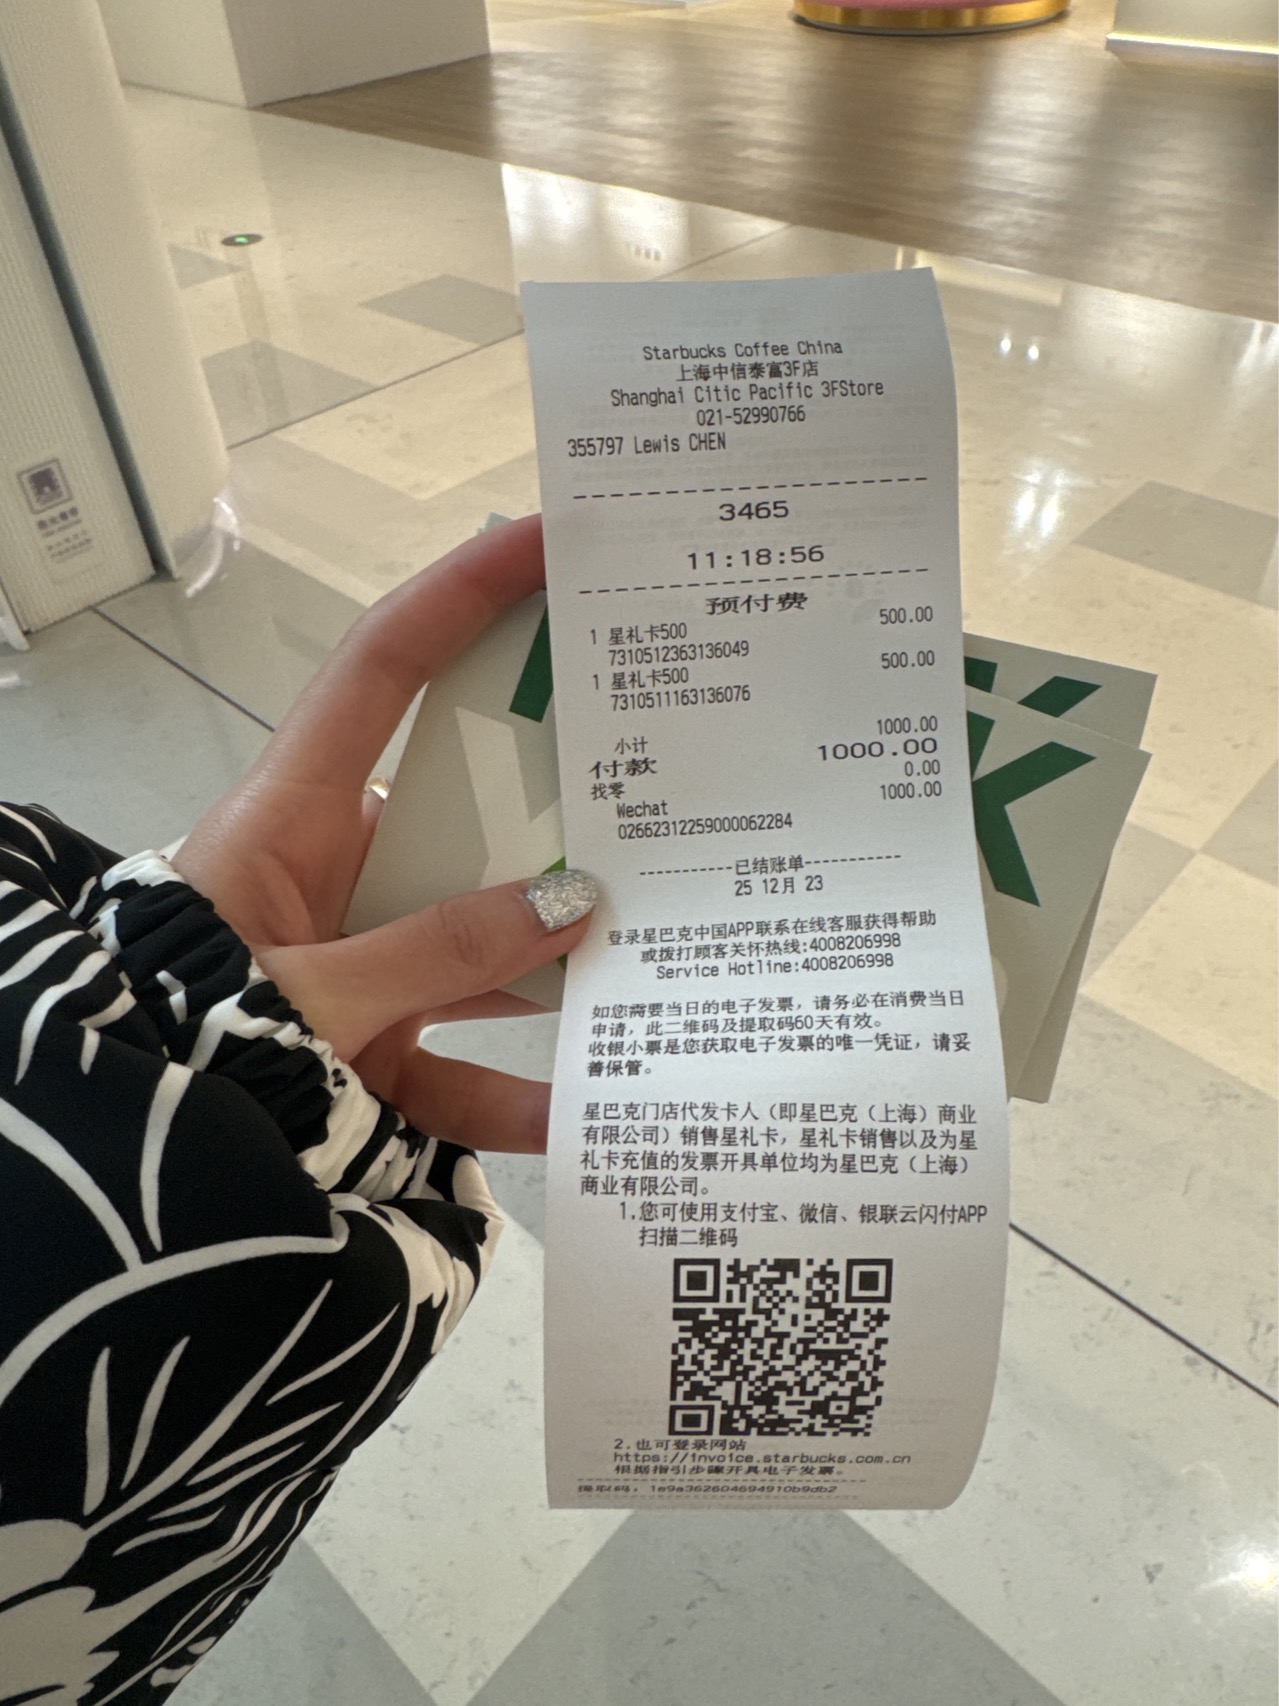 Starbucks Coffee China
上海中信泰富3F店
Shanghai Citic Pacific 3FStore
021-52990766
355797 Lewis CHEN
3465
11:18:56
预付费
1 星礼卡500 500.00
7310512363136049
1 星礼卡500 500.00
7310511163136076
小计 1000.00
付款 1000.00
找零 0.00
Wechat 1000.00
02662312259000062284
-----------已结账单-----------
25 12月 23
登录星巴克中国APP联系在线客服获得帮助
或拨打顾客关怀热线:4008206998
Service Hotline:4008206998
如您需要当日的电子发票，请务必在消费当日
申请，此二维码及提取码60天有效。
收银小票是您获取电子发票的唯一凭证，请妥
善保管。
星巴克门店代发卡人（即星巴克（上海）商业
有限公司）销售星礼卡，星礼卡销售以及为星
礼卡充值的发票开具单位均为星巴克（上海）
商业有限公司。
1.您可使用支付宝、微信、银联云闪付APP
扫描二维码
2.也可登录网站
https://invoice.starbucks.com.cn
根据指引步骤开具电子发票。
提取码：1a9a362604694910b9db2
K